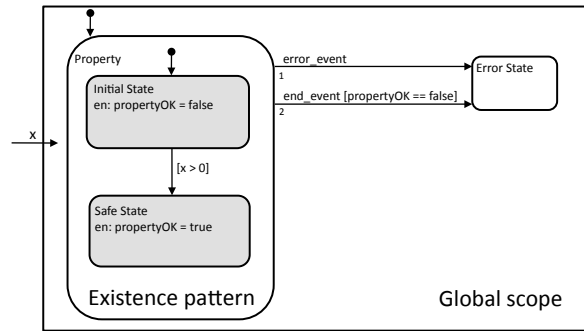 Property
error_event
1
Error State
Initial State
en: propertyOK = false
end_event [propertyOK == false]
2
x
[x > 0]
Safe State
en: propertyOK = true
Existence pattern
Global scope